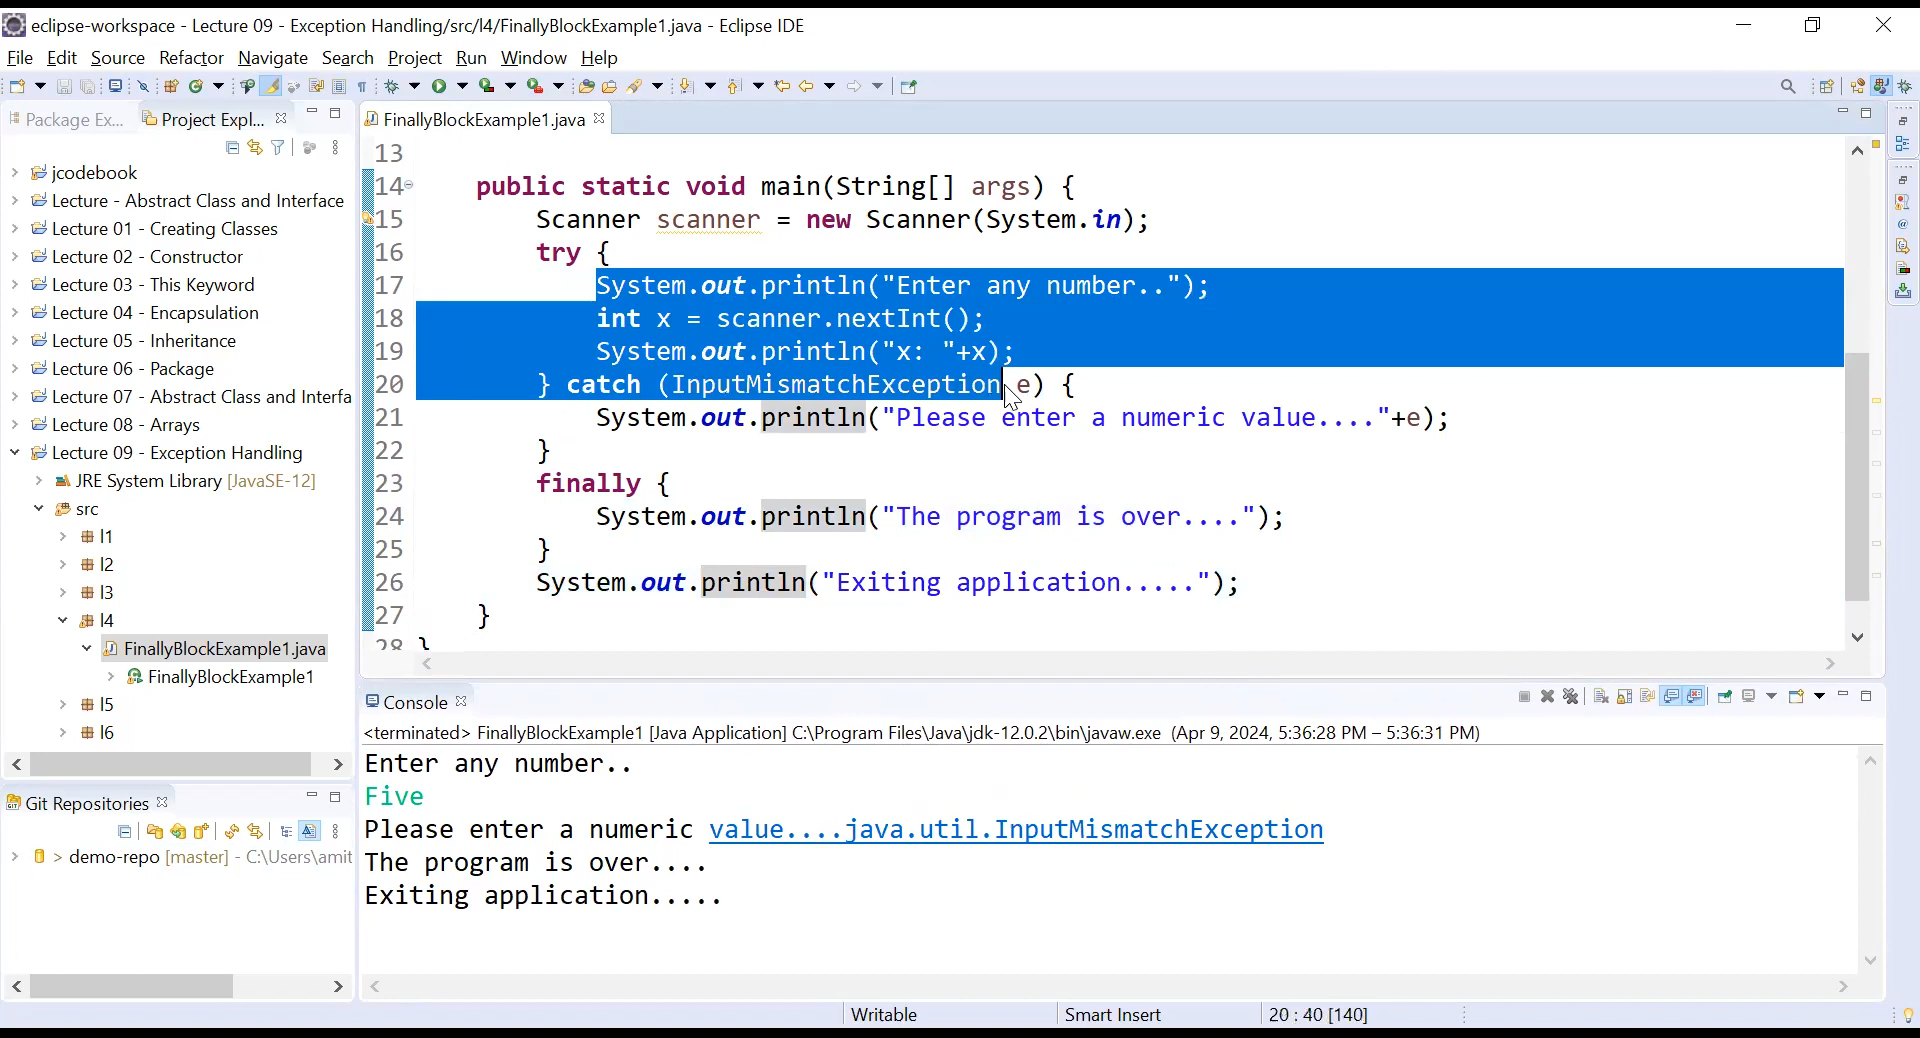 eclipse-workspace - Lecture 09 - Exception Handling/src/l4/FinallyBlockExample1.java - Eclipse IDE
File Edit Source Refactor Navigate Search Project Run Window Help
Package Ex... Project Expl...
jcodebook
Lecture - Abstract Class and Interface
Lecture 01 - Creating Classes
Lecture 02 - Constructor
Lecture 03 - This Keyword
Lecture 04 - Encapsulation
Lecture 05 - Inheritance
Lecture 06 - Package
Lecture 07 - Abstract Class and Interfa
Lecture 08 - Arrays
Lecture 09 - Exception Handling
JRE System Library [JavaSE-12]
src
l1
l2
l3
l4
FinallyBlockExample1.java
FinallyBlockExample1
l5
l6
Git Repositories
> demo-repo [master] - C:\Users\amit
FinallyBlockExample1.java
13
14 public static void main(String[] args) {
15 Scanner scanner = new Scanner(System.in);
16 try {
17 System.out.println("Enter any number..");
18 int x = scanner.nextInt();
19 System.out.println("x: "+x);
20 } catch (InputMismatchException e) {
21 System.out.println("Please enter a numeric value...."+e);
22 }
23 finally {
24 System.out.println("The program is over....");
25 }
26 System.out.println("Exiting application.....");
27 }
28 }
Console
<terminated> FinallyBlockExample1 [Java Application] C:\Program Files\Java\jdk-12.0.2\bin\javaw.exe (Apr 9, 2024, 5:36:28 PM – 5:36:31 PM)
Enter any number..
Five
Please enter a numeric value....java.util.InputMismatchException
The program is over....
Exiting application.....
Writable Smart Insert 20 : 40 [140]